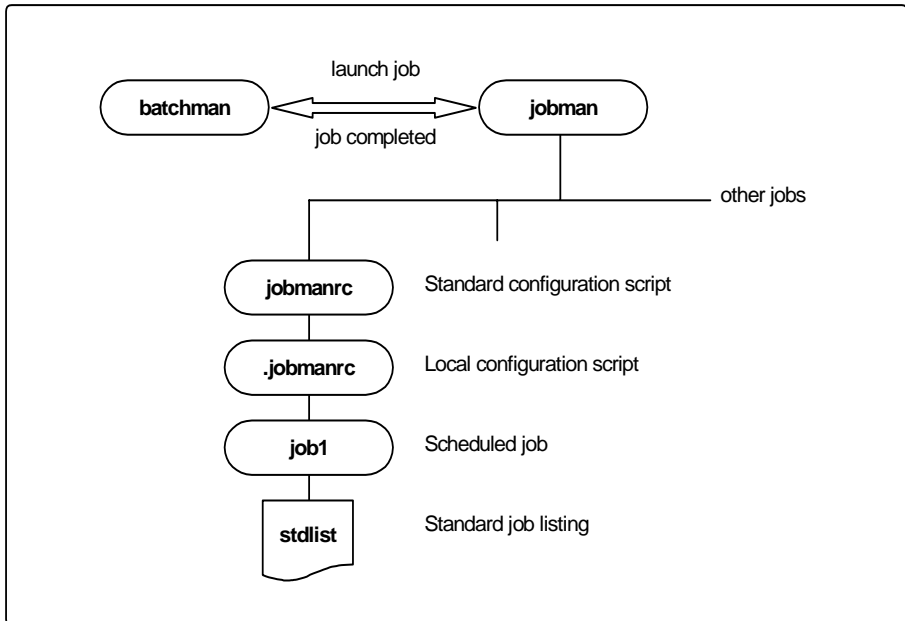 launch job
batchman
jobman
job completed
other jobs
jobmanrc
Standard configuration script
.jobmanrc
Local configuration script
job1
Scheduled job
stdlist
Standard job listing